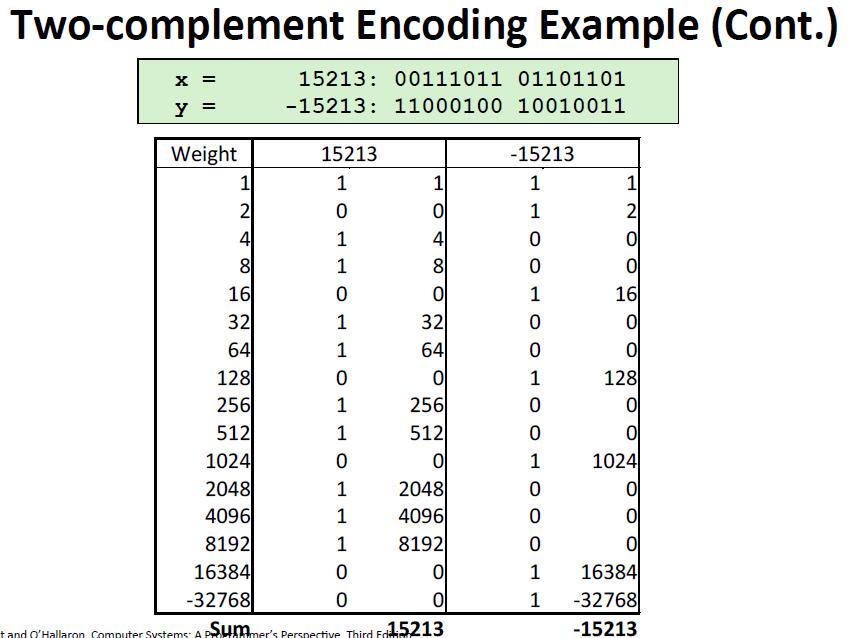 Two-complement Encoding Example (Cont.)
x = 15213: 00111011 01101101
y = -15213: 11000100 10010011
Weight 15213 -15213
1 1 1 1 1
2 0 0 1 2
4 1 4 0 0
8 1 8 0 0
16 0 0 1 16
32 1 32 0 0
64 1 64 0 0
128 0 0 1 128
256 1 256 0 0
512 1 512 0 0
1024 0 0 1 1024
2048 1 2048 0 0
4096 1 4096 0 0
8192 1 8192 0 0
16384 0 0 1 16384
-32768 0 0 1 -32768
Sum 15213 -15213
t and O'Hallaron, Computer Systems: A Programmer's Perspective, Third Edition